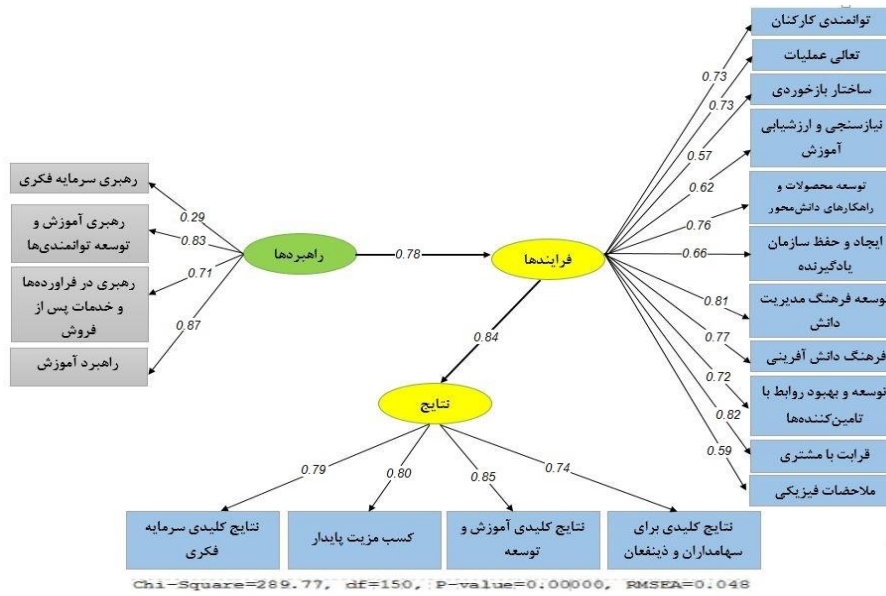 توانمندی کارکنان
تعالی عملیات
ساختار بازخوردی
نیازسنجی و ارزشیابی
آموزش
توسعه محصولات و
راهکارهای دانش‌محور
ایجاد و حفظ سازمان
یادگیرنده
توسعه فرهنگ مدیریت
دانش
فرهنگ دانش آفرینی
توسعه و بهبود روابط با
تامین‌کننده‌ها
قرابت با مشتری
ملاحضات فیزیکی
0.73
0.73
0.57
0.62
0.76
0.66
0.81
0.77
0.72
0.82
0.59
فرایندها
0.78
راهبردها
رهبری سرمایه فکری
رهبری آموزش و
توسعه توانمندی‌ها
رهبری در فراورده‌ها
و خدمات پس از
فروش
راهبرد آموزش
0.29
0.83
0.71
0.87
0.84
نتایج
0.74
0.85
0.80
0.79
نتایج کلیدی برای
سهامداران و ذینفعان
نتایج کلیدی آموزش و
توسعه
کسب مزیت پایدار
نتایج کلیدی سرمایه
فکری
Chi-Square=289.77, df=150, P-value=0.00000, RMSEA=0.048